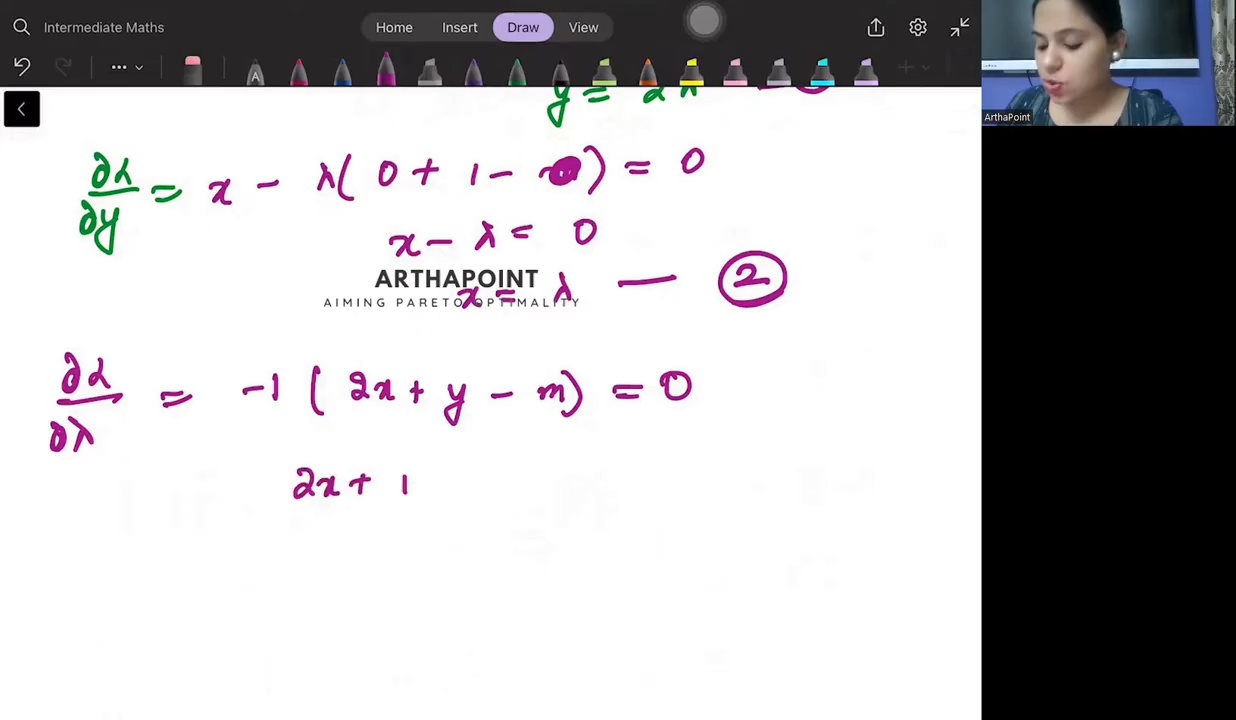 Intermediate Maths
Home Insert Draw View
ArthaPoint
y = 2λ
∂L/∂y = x - λ( 0 + 1 - ) = 0
x - λ = 0
ARTHAPOINT
x = λ — 2
AIMING PARETO OPTIMALITY
∂L/∂λ = -1 ( 2x + y - m) = 0
2x + 1